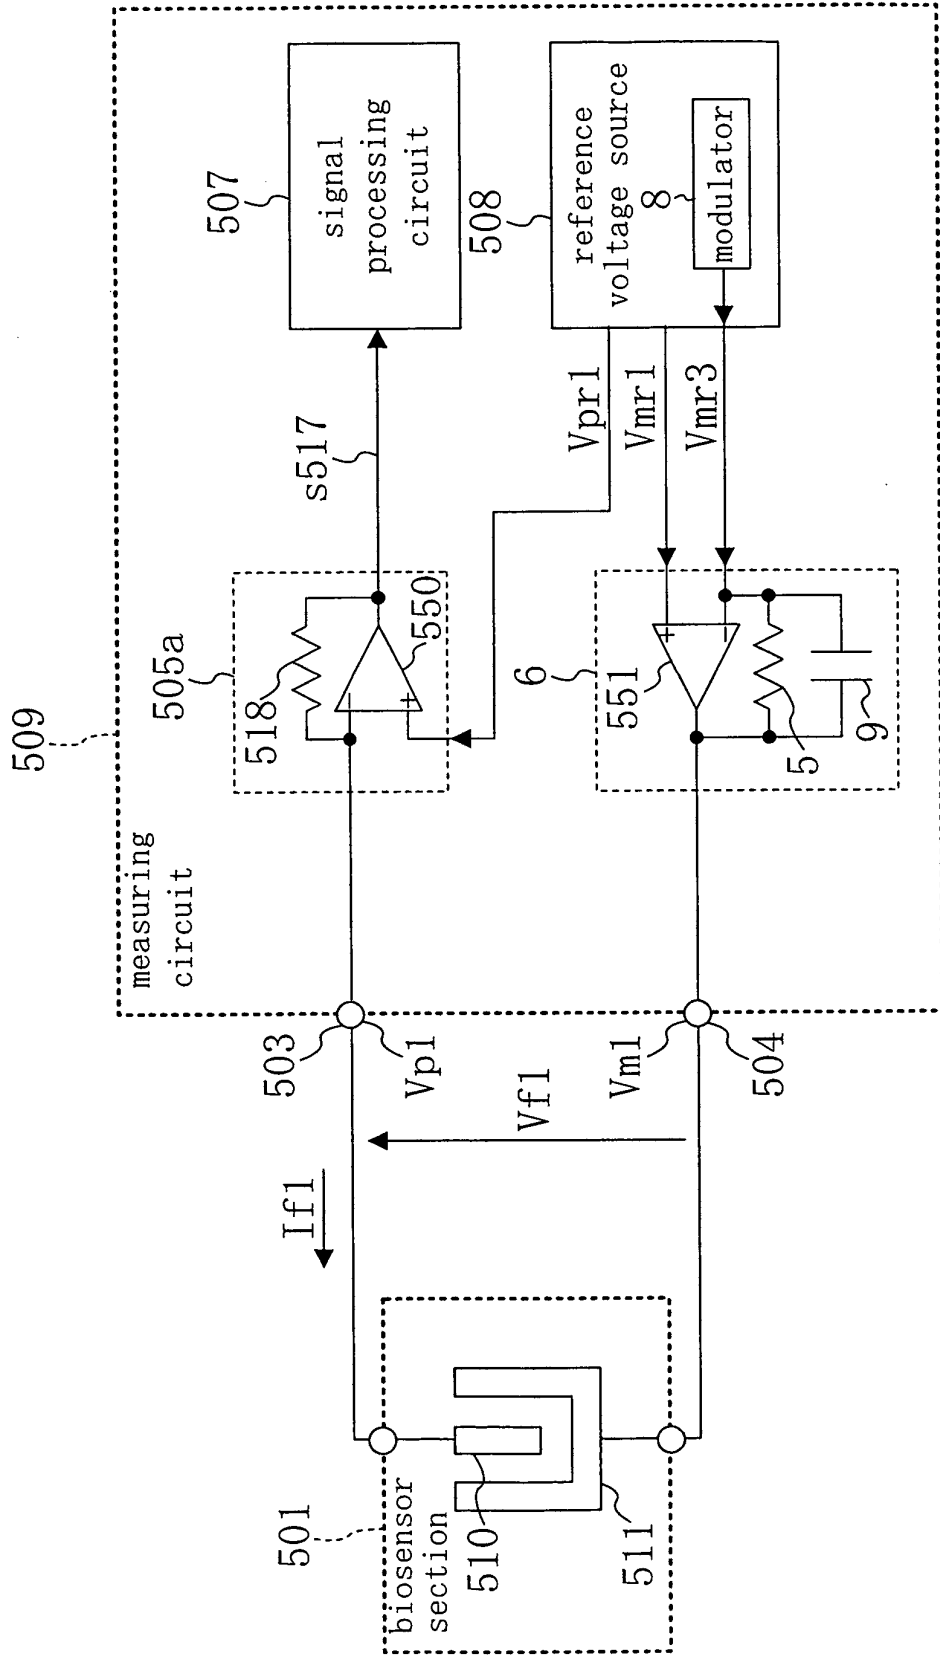 509
measuring
circuit
507
signal
processing
circuit
s517
505a
518
550
508
reference
voltage source
8
modulator
Vpr1
Vmr1
Vmr3
6
551
5
9
503
Vp1
Vm1
504
If1
Vf1
501
biosensor
section
510
511
+
−
+
−